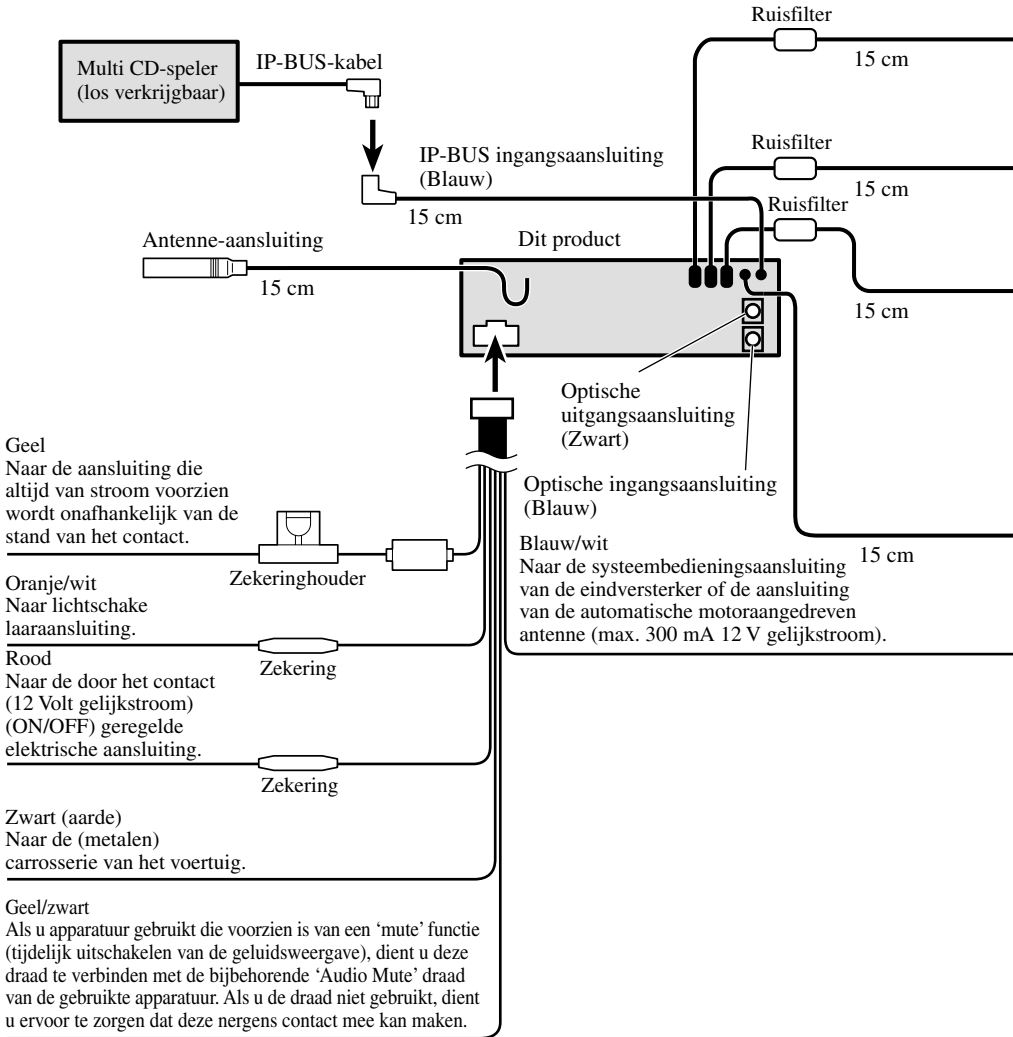 Ruisfilter
15 cm
Multi CD-speler
(los verkrijgbaar)
IP-BUS-kabel
Ruisfilter
15 cm
IP-BUS ingangsaansluiting
(Blauw)
15 cm
Ruisfilter
15 cm
Antenne-aansluiting
15 cm
Dit product
Optische
uitgangsaansluiting
(Zwart)
Optische ingangsaansluiting
(Blauw)
15 cm
Geel
Naar de aansluiting die
altijd van stroom voorzien
wordt onafhankelijk van de
stand van het contact.
Zekeringhouder
Blauw/wit
Naar de systeembedieningsaansluiting
van de eindversterker of de aansluiting
van de automatische motoraangedreven
antenne (max. 300 mA 12 V gelijkstroom).
Oranje/wit
Naar lichtschake
laaraansluiting.
Zekering
Rood
Naar de door het contact
(12 Volt gelijkstroom)
(ON/OFF) geregelde
elektrische aansluiting.
Zekering
Zwart (aarde)
Naar de (metalen)
carrosserie van het voertuig.
Geel/zwart
Als u apparatuur gebruikt die voorzien is van een ‘mute’ functie
(tijdelijk uitschakelen van de geluidsweergave), dient u deze
draad te verbinden met de bijbehorende ‘Audio Mute’ draad
van de gebruikte apparatuur. Als u de draad niet gebruikt, dient
u ervoor te zorgen dat deze nergens contact mee kan maken.